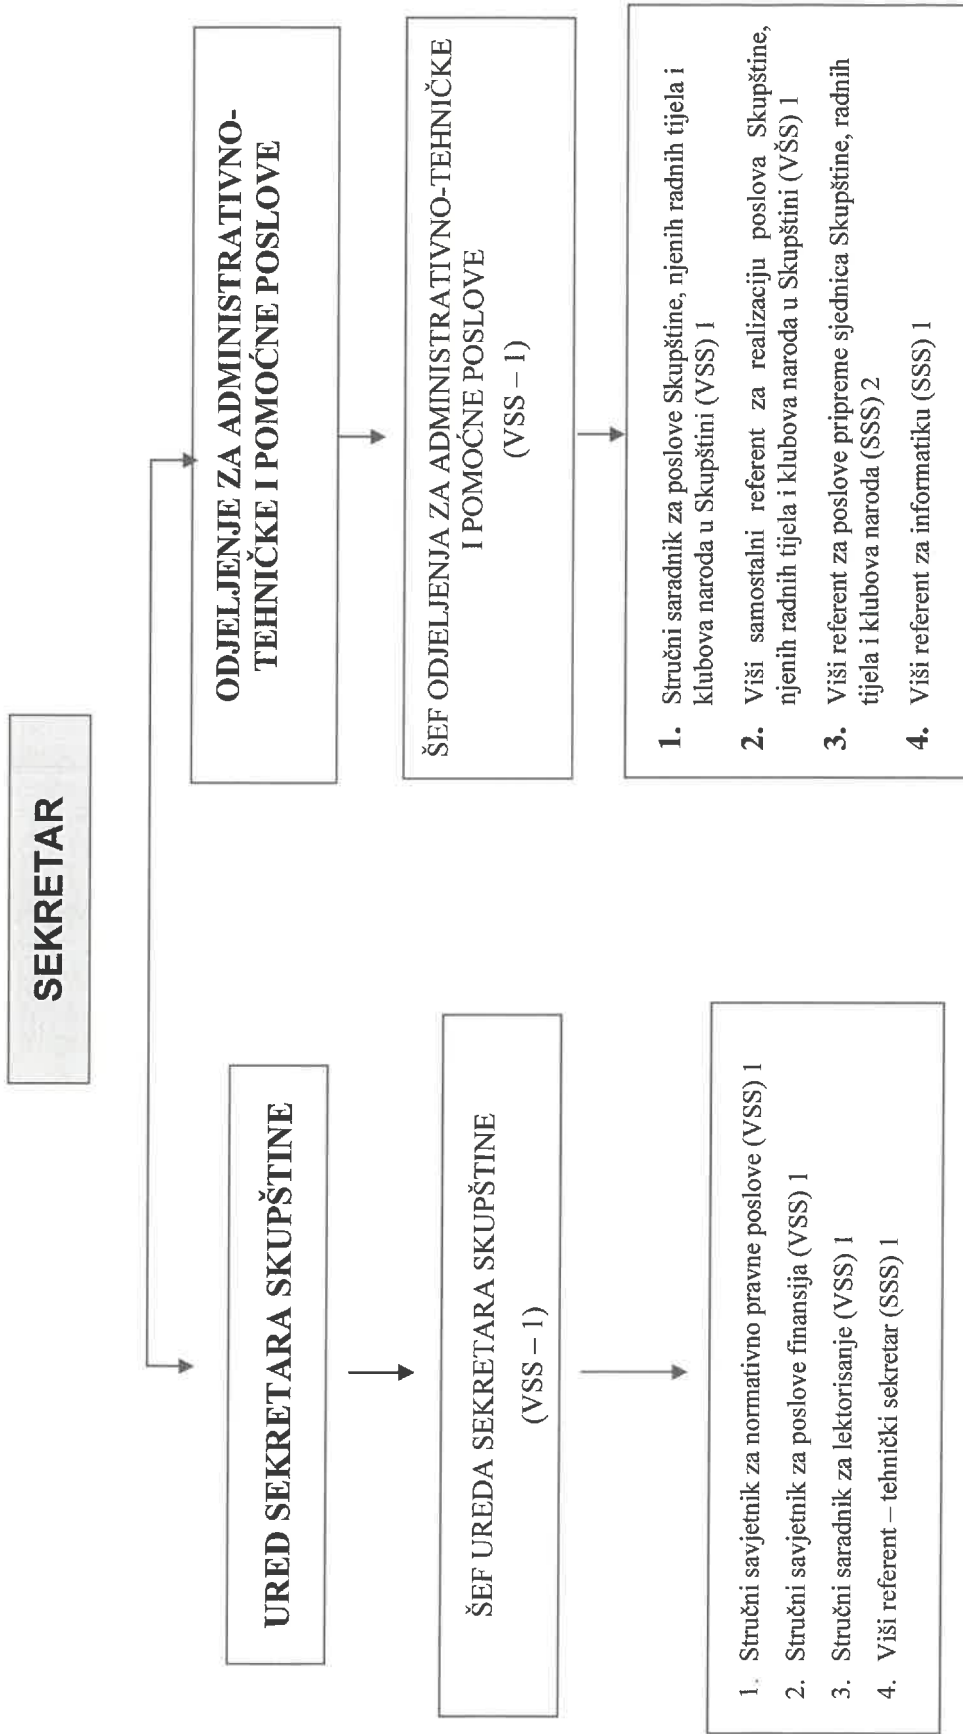 SEKRETAR
URED SEKRETARA SKUPŠTINE
ŠEF UREDA SEKRETARA SKUPŠTINE
(VSS – 1)
1. Stručni savjetnik za normativno pravne poslove (VSS) 1
2. Stručni savjetnik za poslove finansija (VSS) 1
3. Stručni saradnik za lektorisanje (VSS) 1
4. Viši referent – tehnički sekretar (SSS) 1
ODJELJENJE ZA ADMINISTRATIVNO-
TEHNIČKE I POMOĆNE POSLOVE
ŠEF ODJELJENJA ZA ADMINISTRATIVNO-TEHNIČKE
I POMOĆNE POSLOVE
(VSS – 1)
1. Stručni saradnik za poslove Skupštine, njenih radnih tijela i
klubova naroda u Skupštini (VSS) 1
2. Viši samostalni referent za realizaciju poslova Skupštine,
njenih radnih tijela i klubova naroda u Skupštini (VŠS) 1
3. Viši referent za poslove pripreme sjednica Skupštine, radnih
tijela i klubova naroda (SSS) 2
4. Viši referent za informatiku (SSS) 1